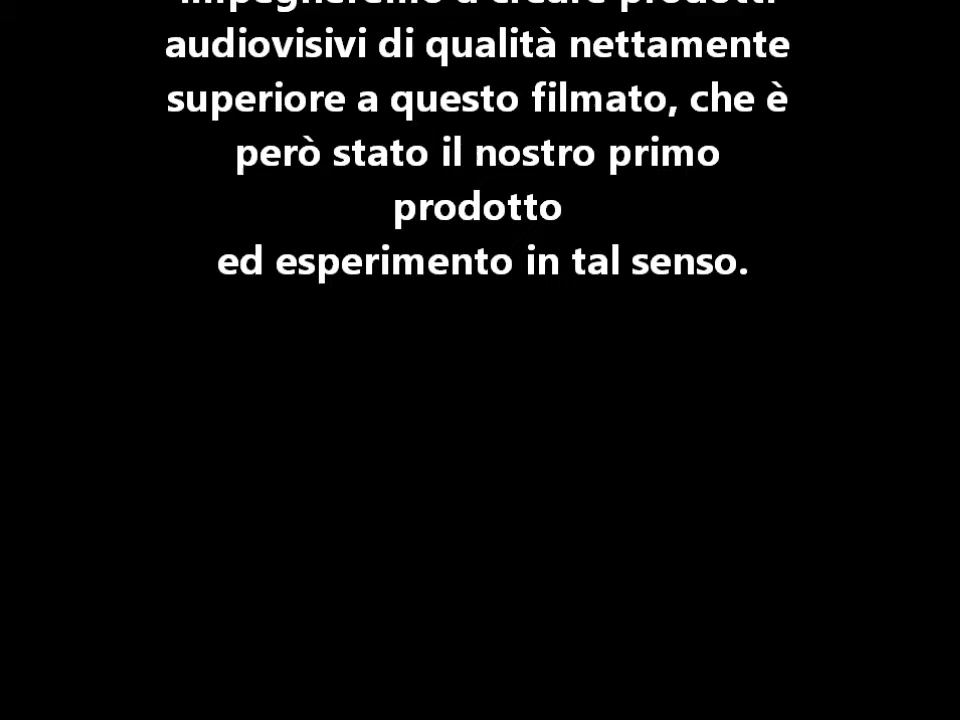 impegneremo a creare prodotti
audiovisivi di qualità nettamente
superiore a questo filmato, che è
però stato il nostro primo
prodotto
ed esperimento in tal senso.